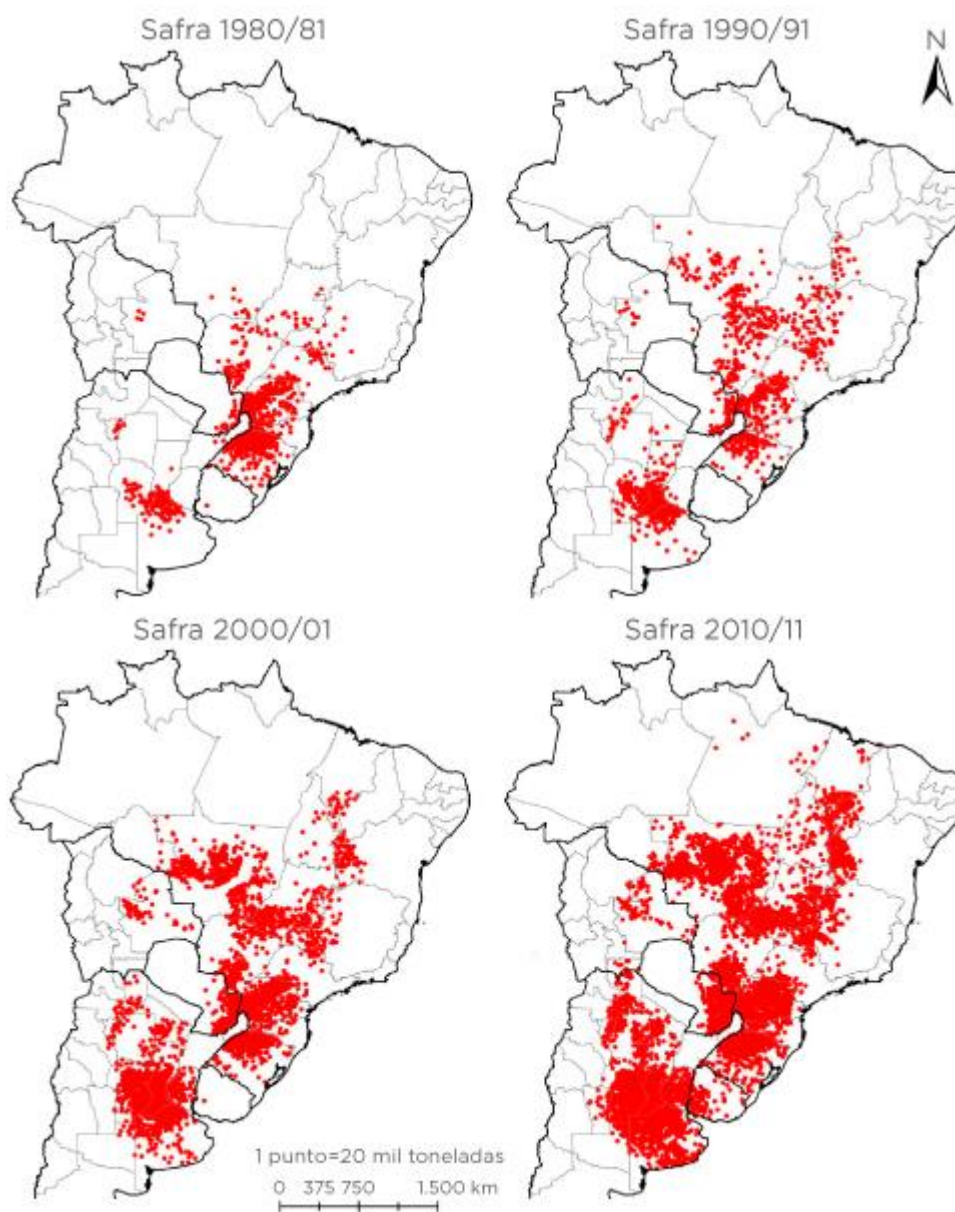 Safra 1980/81
Safra 1990/91
N
Safra 2000/01
Safra 2010/11
1 punto=20 mil toneladas
0 375 750 1.500 km